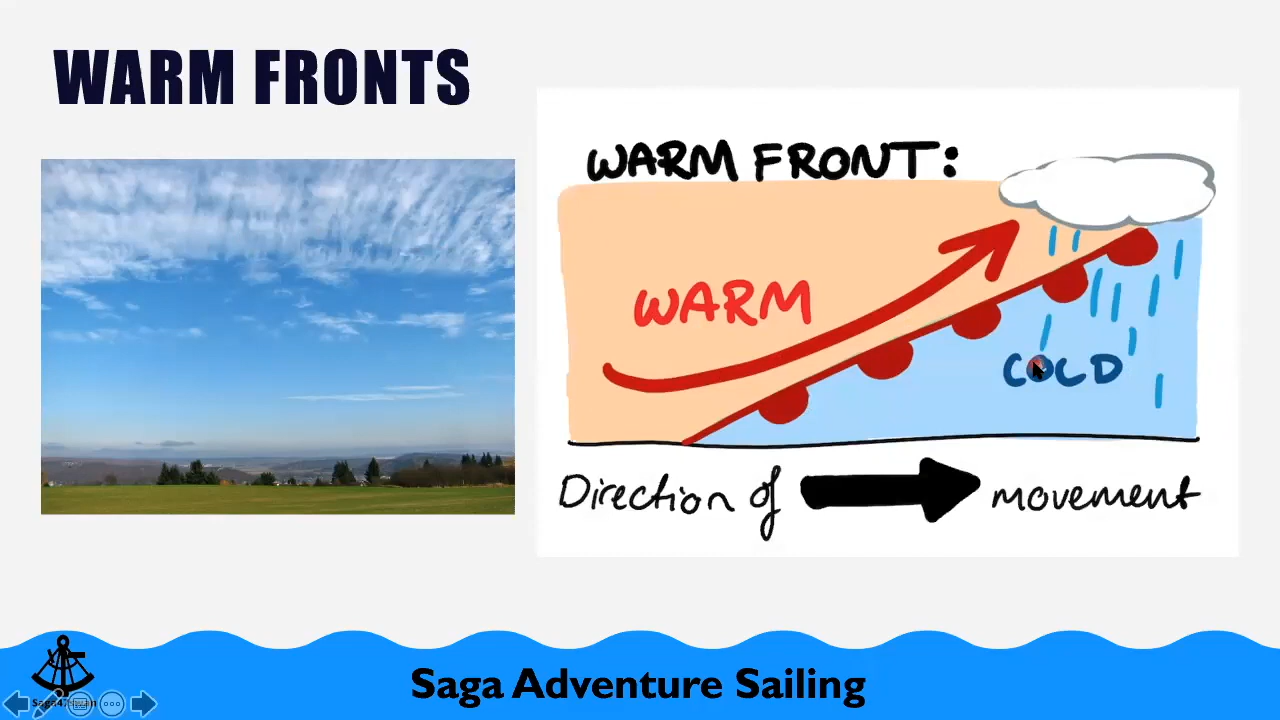 WARM FRONTS
WARM FRONT:
WARM
COLD
Direction of movement
Saga Adventure Sailing